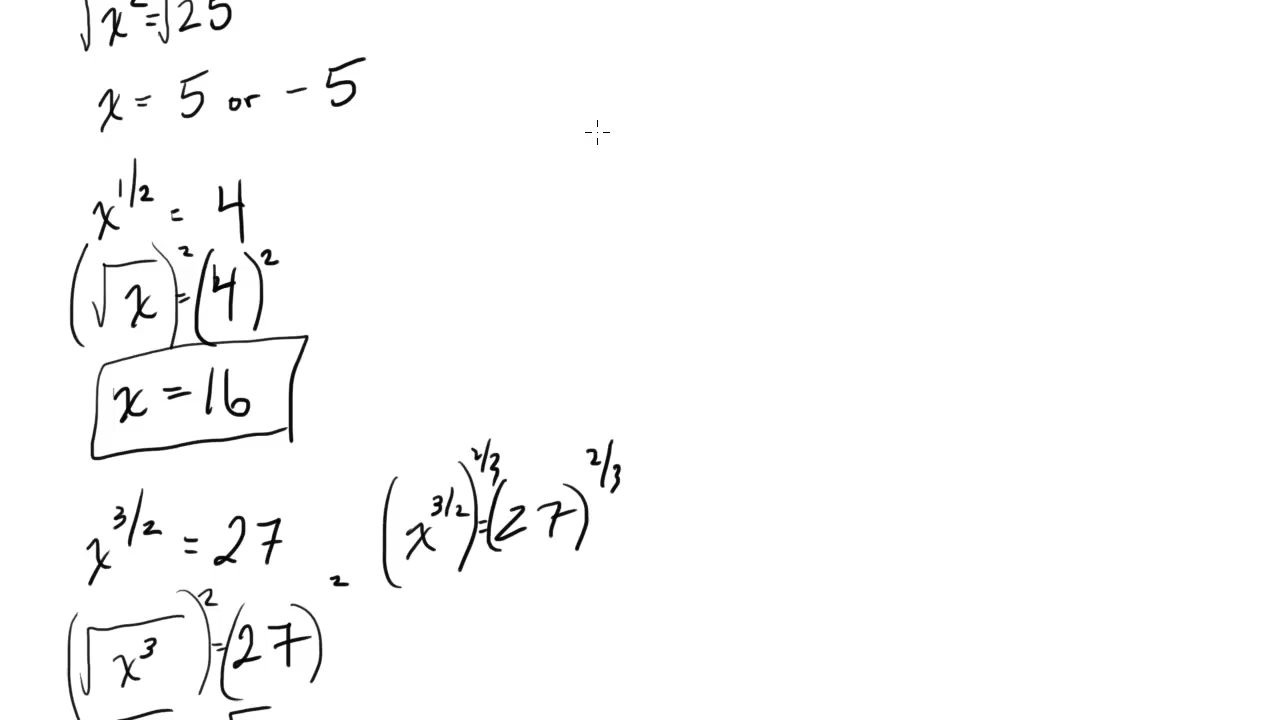 √x² = √25
x = 5 or - 5
x^1/2 = 4
(√x)² = (4)²
x = 16
x^3/2 = 27
(x^3/2)^2/3 = (27)^2/3
(√x³)² = (27)²